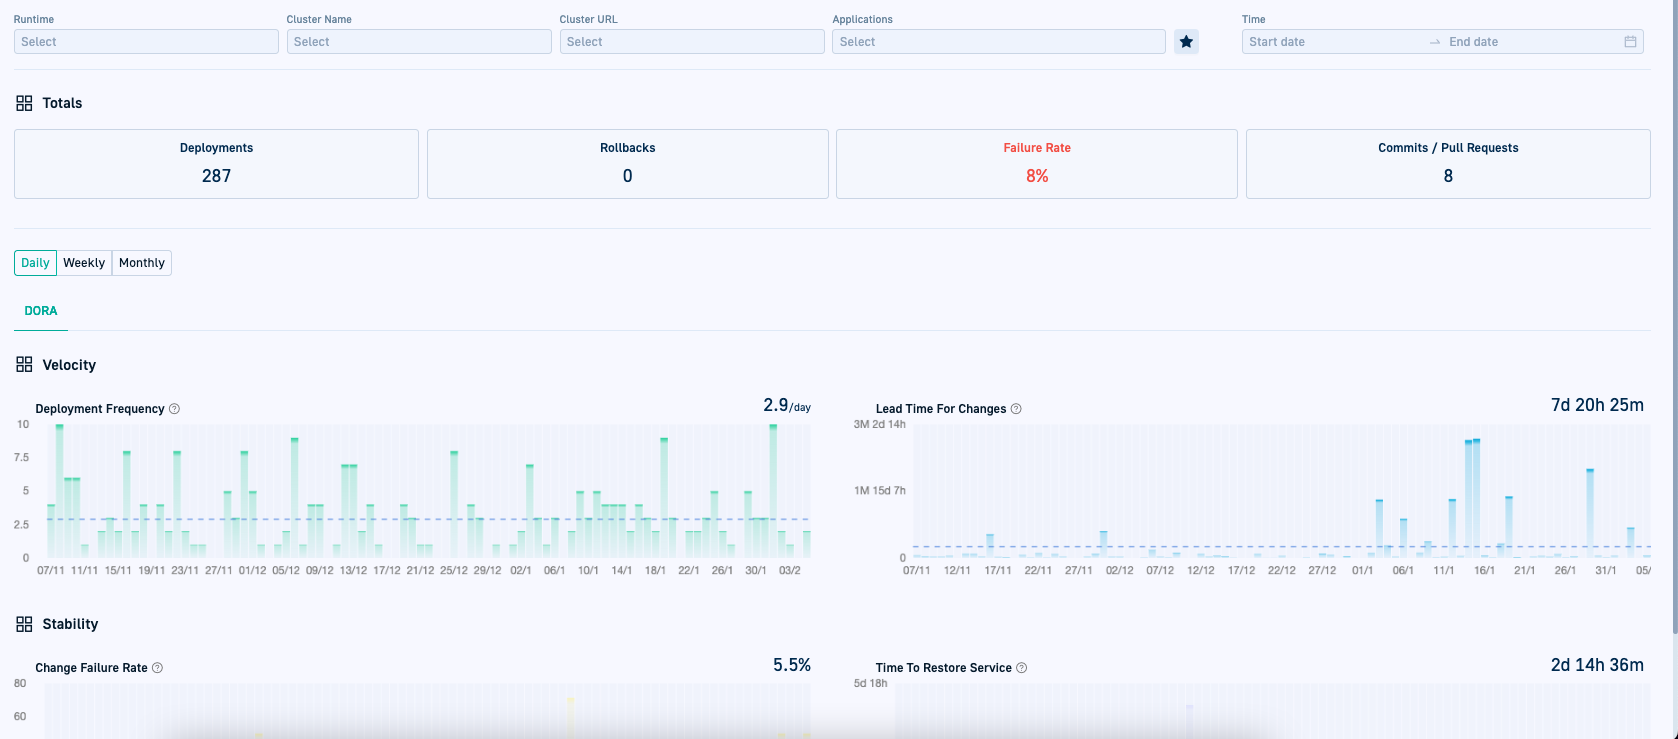 Runtime
Cluster Name
Cluster URL
Applications
Time
Select
Select
Select
Select
Start date
End date
Totals
Deployments
287
Rollbacks
0
Failure Rate
8%
Commits / Pull Requests
8
Daily
Weekly
Monthly
DORA
Velocity
Deployment Frequency
2.9/day
10
7.5
5
2.5
0
07/11 11/11 15/11 19/11 23/11 27/11 01/12 05/12 09/12 13/12 17/12 21/12 25/12 29/12 02/1 06/1 10/1 14/1 18/1 22/1 26/1 30/1 03/2
Lead Time For Changes
7d 20h 25m
3M 2d 14h
1M 15d 7h
0
07/11 12/11 17/11 22/11 27/11 02/12 07/12 12/12 17/12 22/12 27/12 01/1 06/1 11/1 16/1 21/1 26/1 31/1 05/
Stability
Change Failure Rate
5.5%
80
60
Time To Restore Service
2d 14h 36m
5d 18h